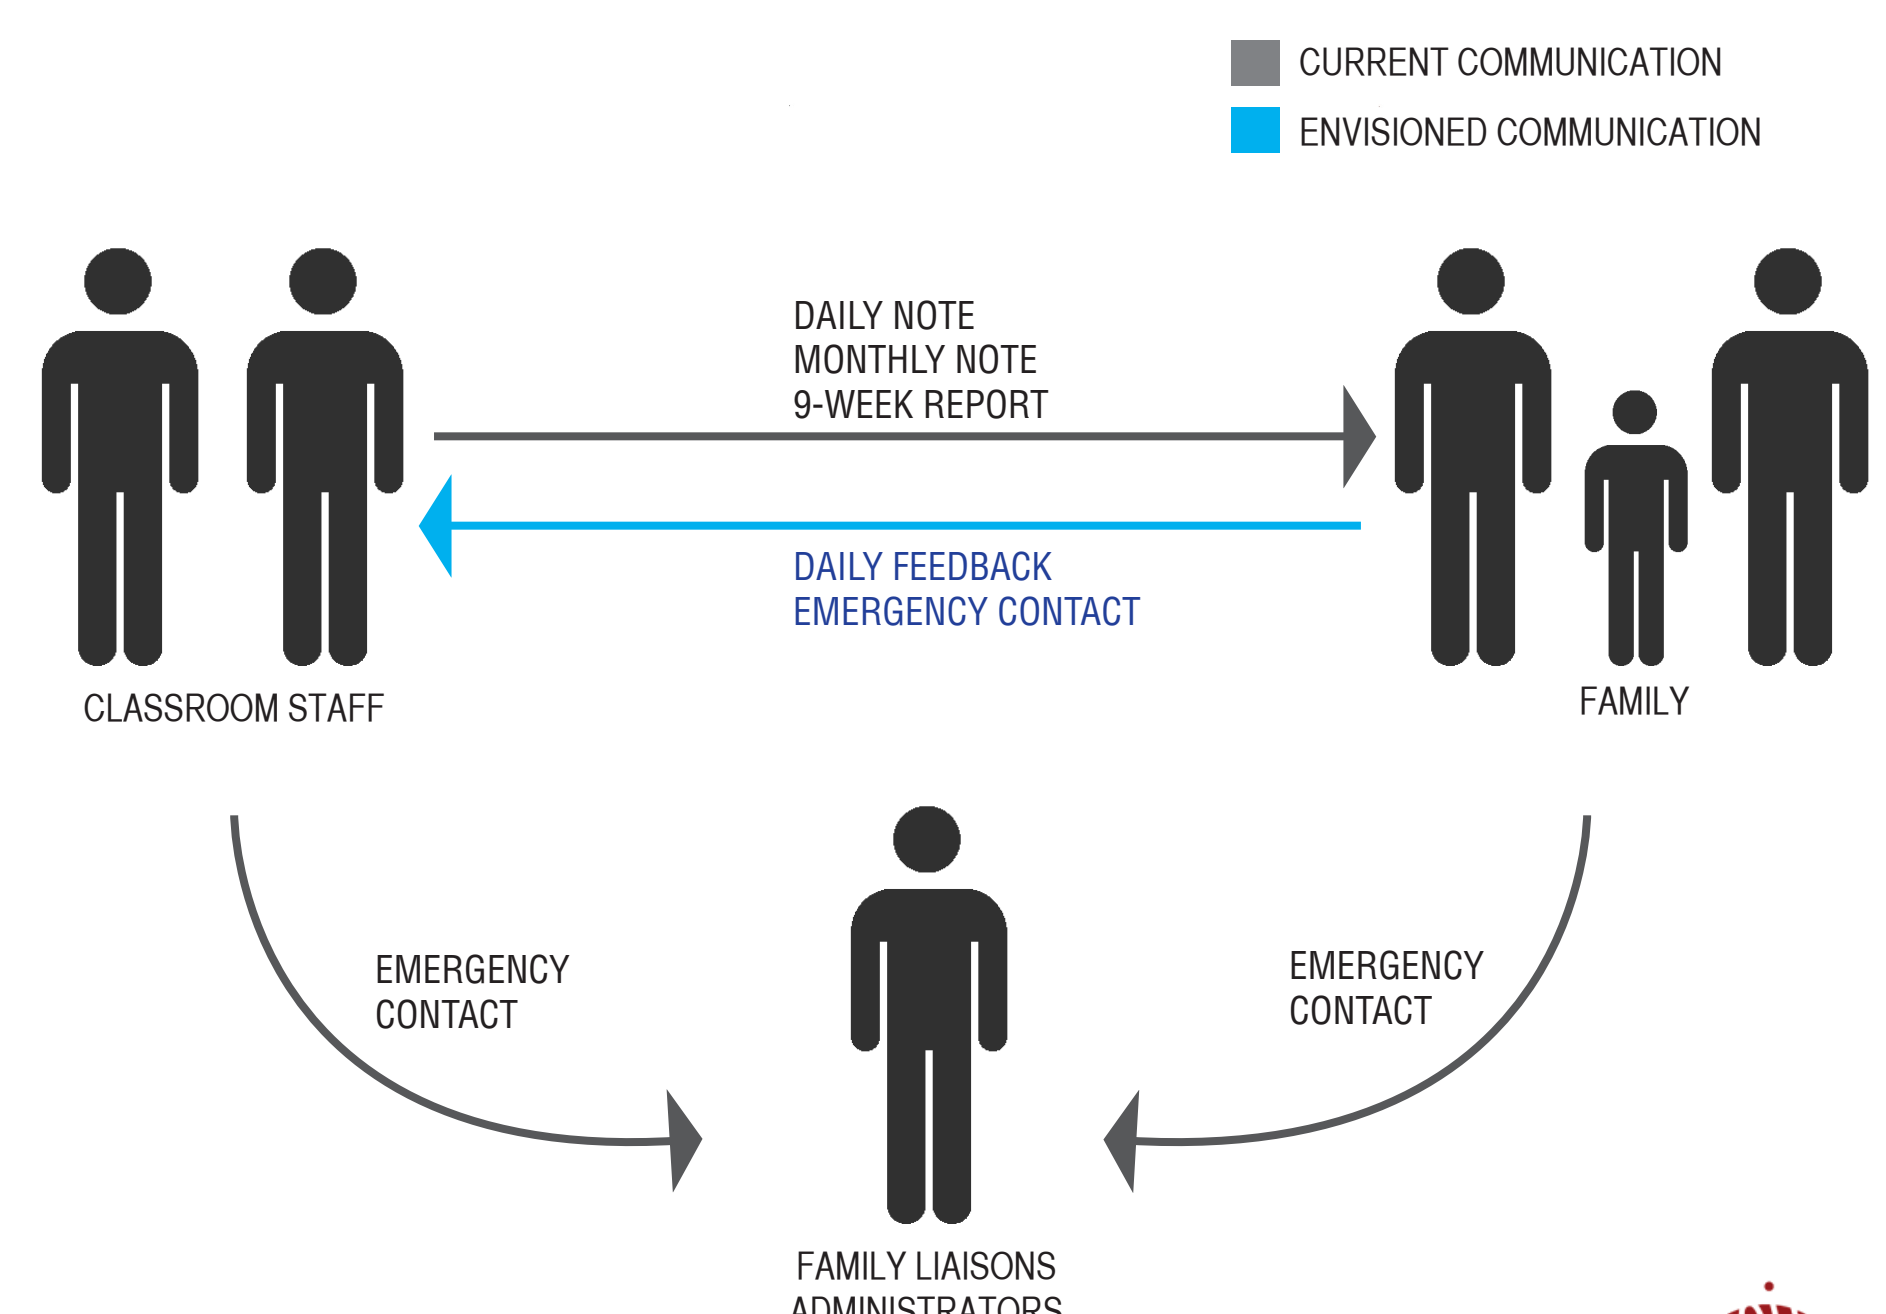 CURRENT COMMUNICATION
ENVISIONED COMMUNICATION
DAILY NOTE
MONTHLY NOTE
9-WEEK REPORT
DAILY FEEDBACK
EMERGENCY CONTACT
CLASSROOM STAFF
FAMILY
EMERGENCY
CONTACT
EMERGENCY
CONTACT
FAMILY LIAISONS
ADMINISTRATORS